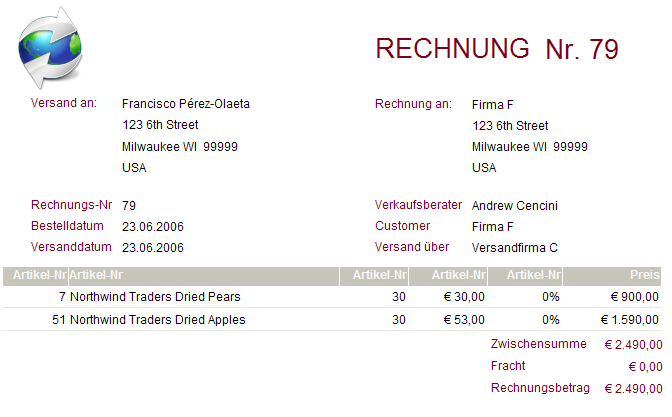 RECHNUNG Nr. 79
Versand an: Francisco Pérez-Olaeta Rechnung an: Firma F
123 6th Street 123 6th Street
Milwaukee WI 99999 Milwaukee WI 99999
USA USA
Rechnungs-Nr 79 Verkaufsberater Andrew Cencini
Bestelldatum 23.06.2006 Customer Firma F
Versanddatum 23.06.2006 Versand über Versandfirma C
Artikel-Nr Artikel-Nr Artikel-Nr Artikel-Nr Artikel-Nr Preis
7 Northwind Traders Dried Pears 30 € 30,00 0% € 900,00
51 Northwind Traders Dried Apples 30 € 53,00 0% € 1.590,00
Zwischensumme € 2.490,00
Fracht € 0,00
Rechnungsbetrag € 2.490,00